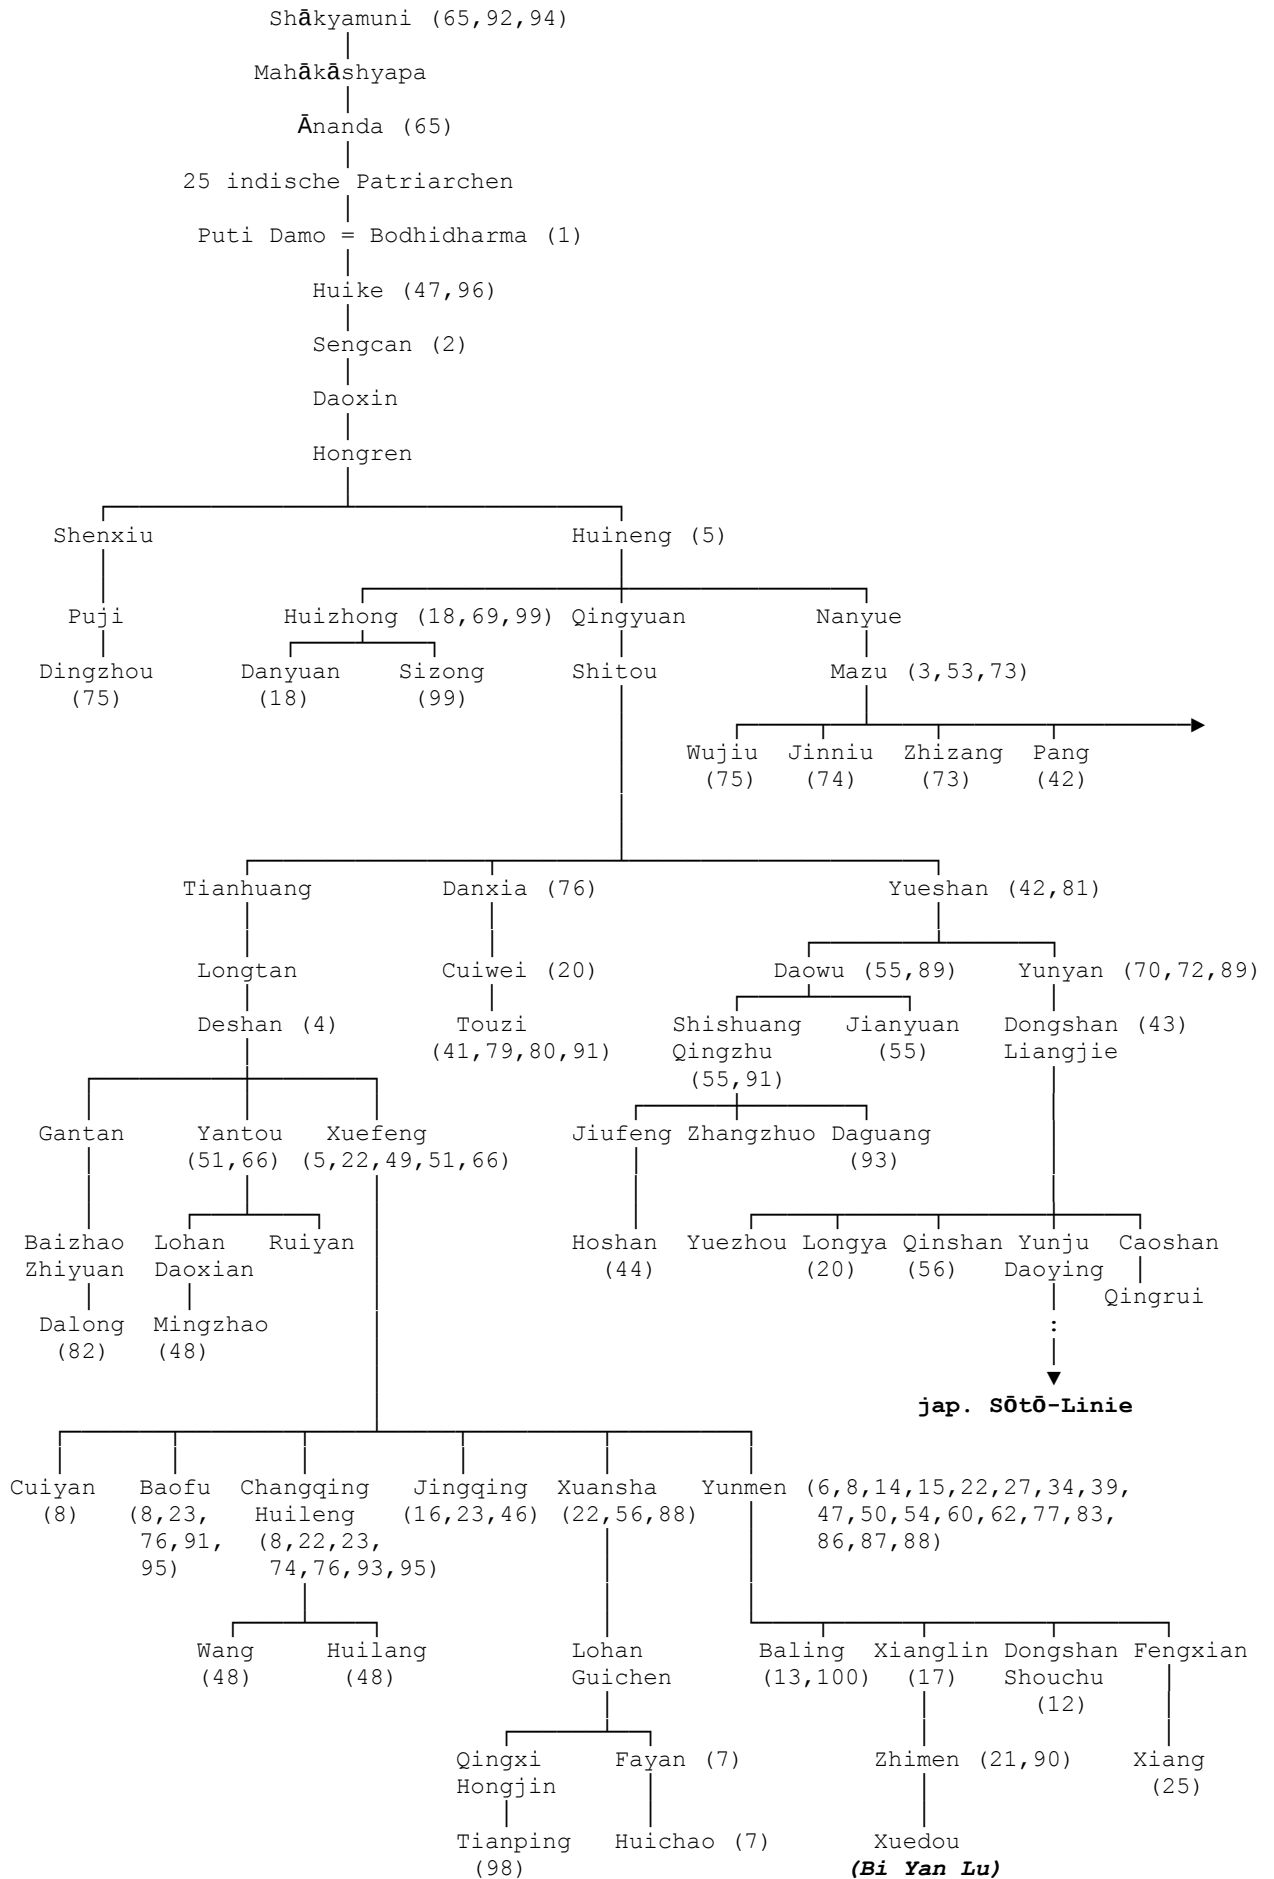 Shākyamuni (65,92,94)
Mahākāshyapa
Ānanda (65)
25 indische Patriarchen
Puti Damo = Bodhidharma (1)
Huike (47,96)
Sengcan (2)
Daoxin
Hongren
Shenxiu Huineng (5)
Puji Huizhong (18,69,99) Qingyuan Nanyue
Dingzhou Danyuan Sizong Shitou Mazu (3,53,73)
(75) (18) (99)
Wujiu Jinniu Zhizang Pang
(75) (74) (73) (42)
Tianhuang Danxia (76) Yueshan (42,81)
Longtan Cuiwei (20) Daowu (55,89) Yunyan (70,72,89)
Deshan (4) Touzi Shishuang Jianyuan Dongshan (43)
(41,79,80,91) Qingzhu (55) Liangjie
(55,91)
Gantan Yantou Xuefeng Jiufeng Zhangzhuo Daguang
(51,66) (5,22,49,51,66) (93)
Baizhao Lohan Ruiyan Hoshan Yuezhou Longya Qinshan Yunju Caoshan
Zhiyuan Daoxian (44) (20) (56) Daoying
Qingrui
Dalong Mingzhao :
(82) (48)
jap. SŌtŌ-Linie
Cuiyan Baofu Changqing Jingqing Xuansha Yunmen (6,8,14,15,22,27,34,39,
(8) (8,23, Huileng (16,23,46) (22,56,88) 47,50,54,60,62,77,83,
76,91, (8,22,23, 86,87,88)
95) 74,76,93,95)
Wang Huilang Lohan Baling Xianglin Dongshan Fengxian
(48) (48) Guichen (13,100) (17) Shouchu
(12)
Qingxi Fayan (7) Zhimen (21,90) Xiang
Hongjin (25)
Tianping Huichao (7) Xuedou
(98) (Bi Yan Lu)